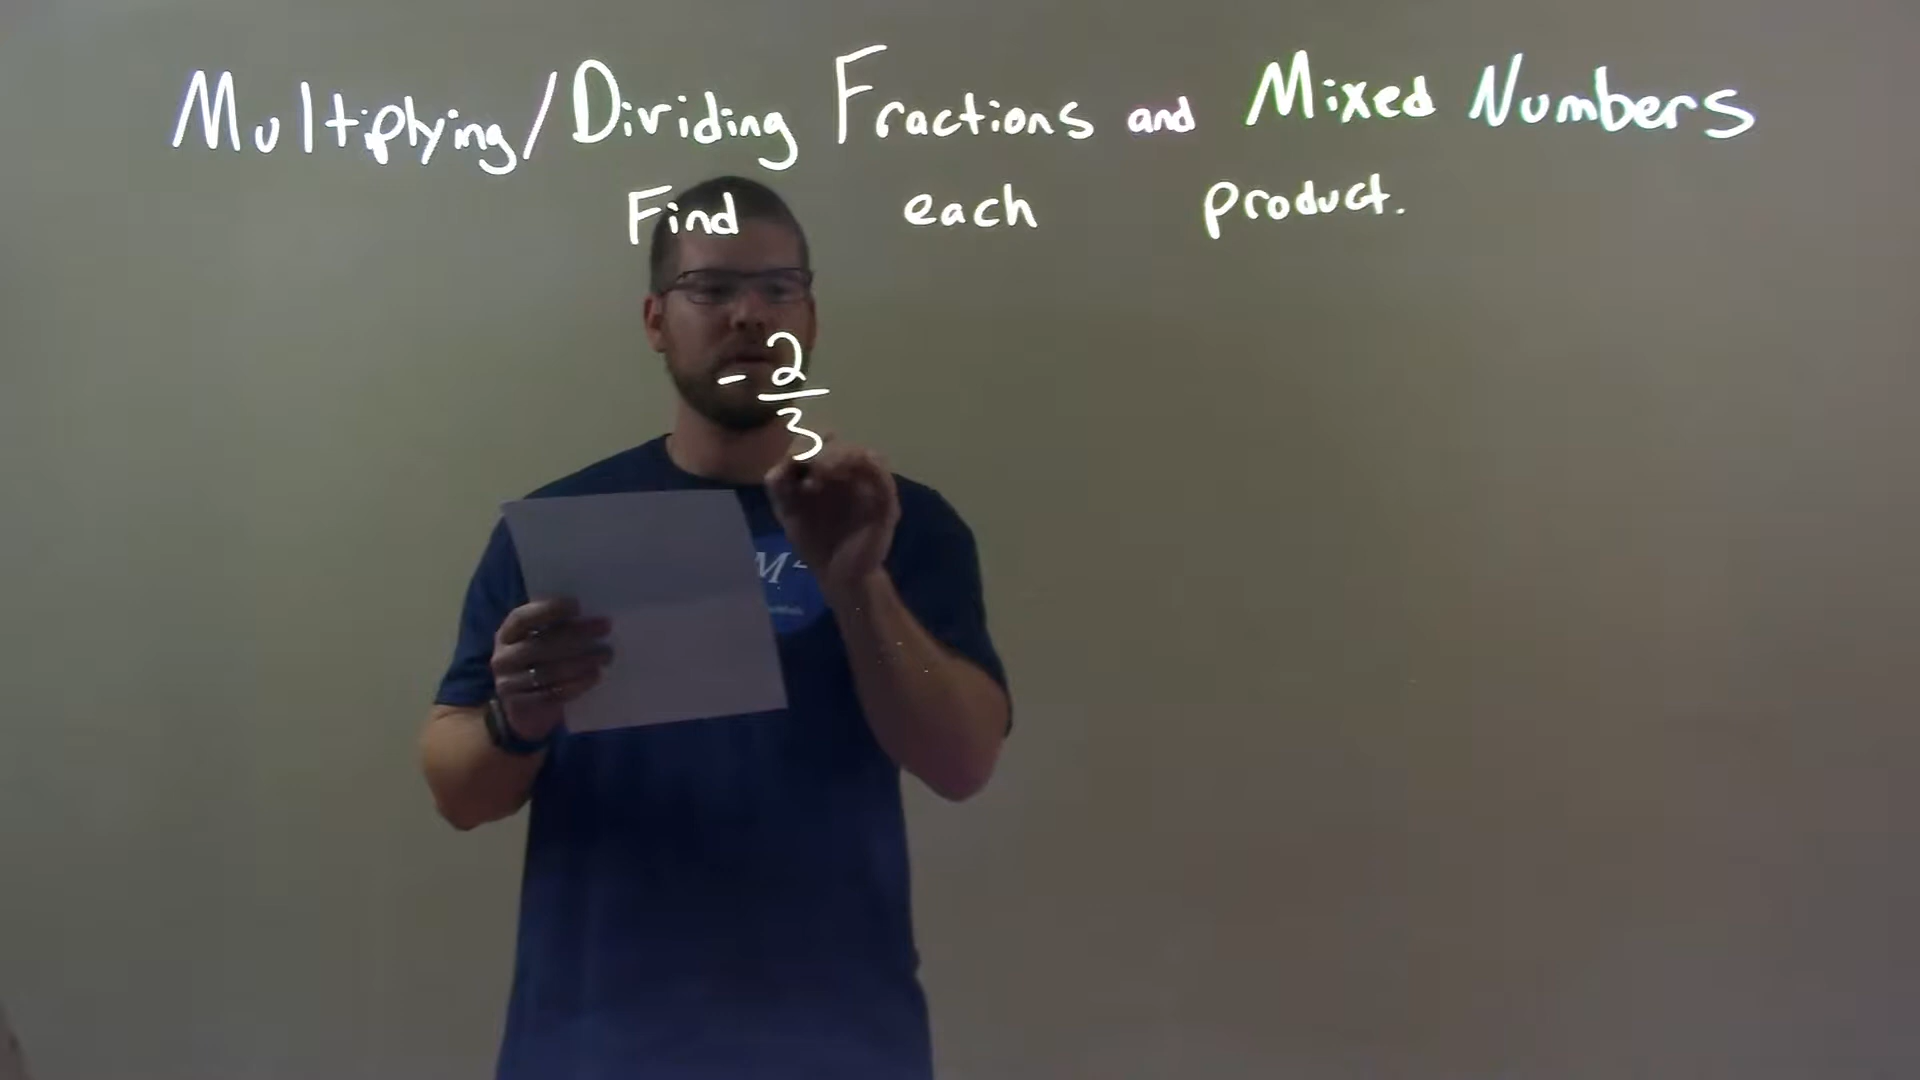 Multiplying/Dividing Fractions and Mixed Numbers
Find each product.
- 2/3
M